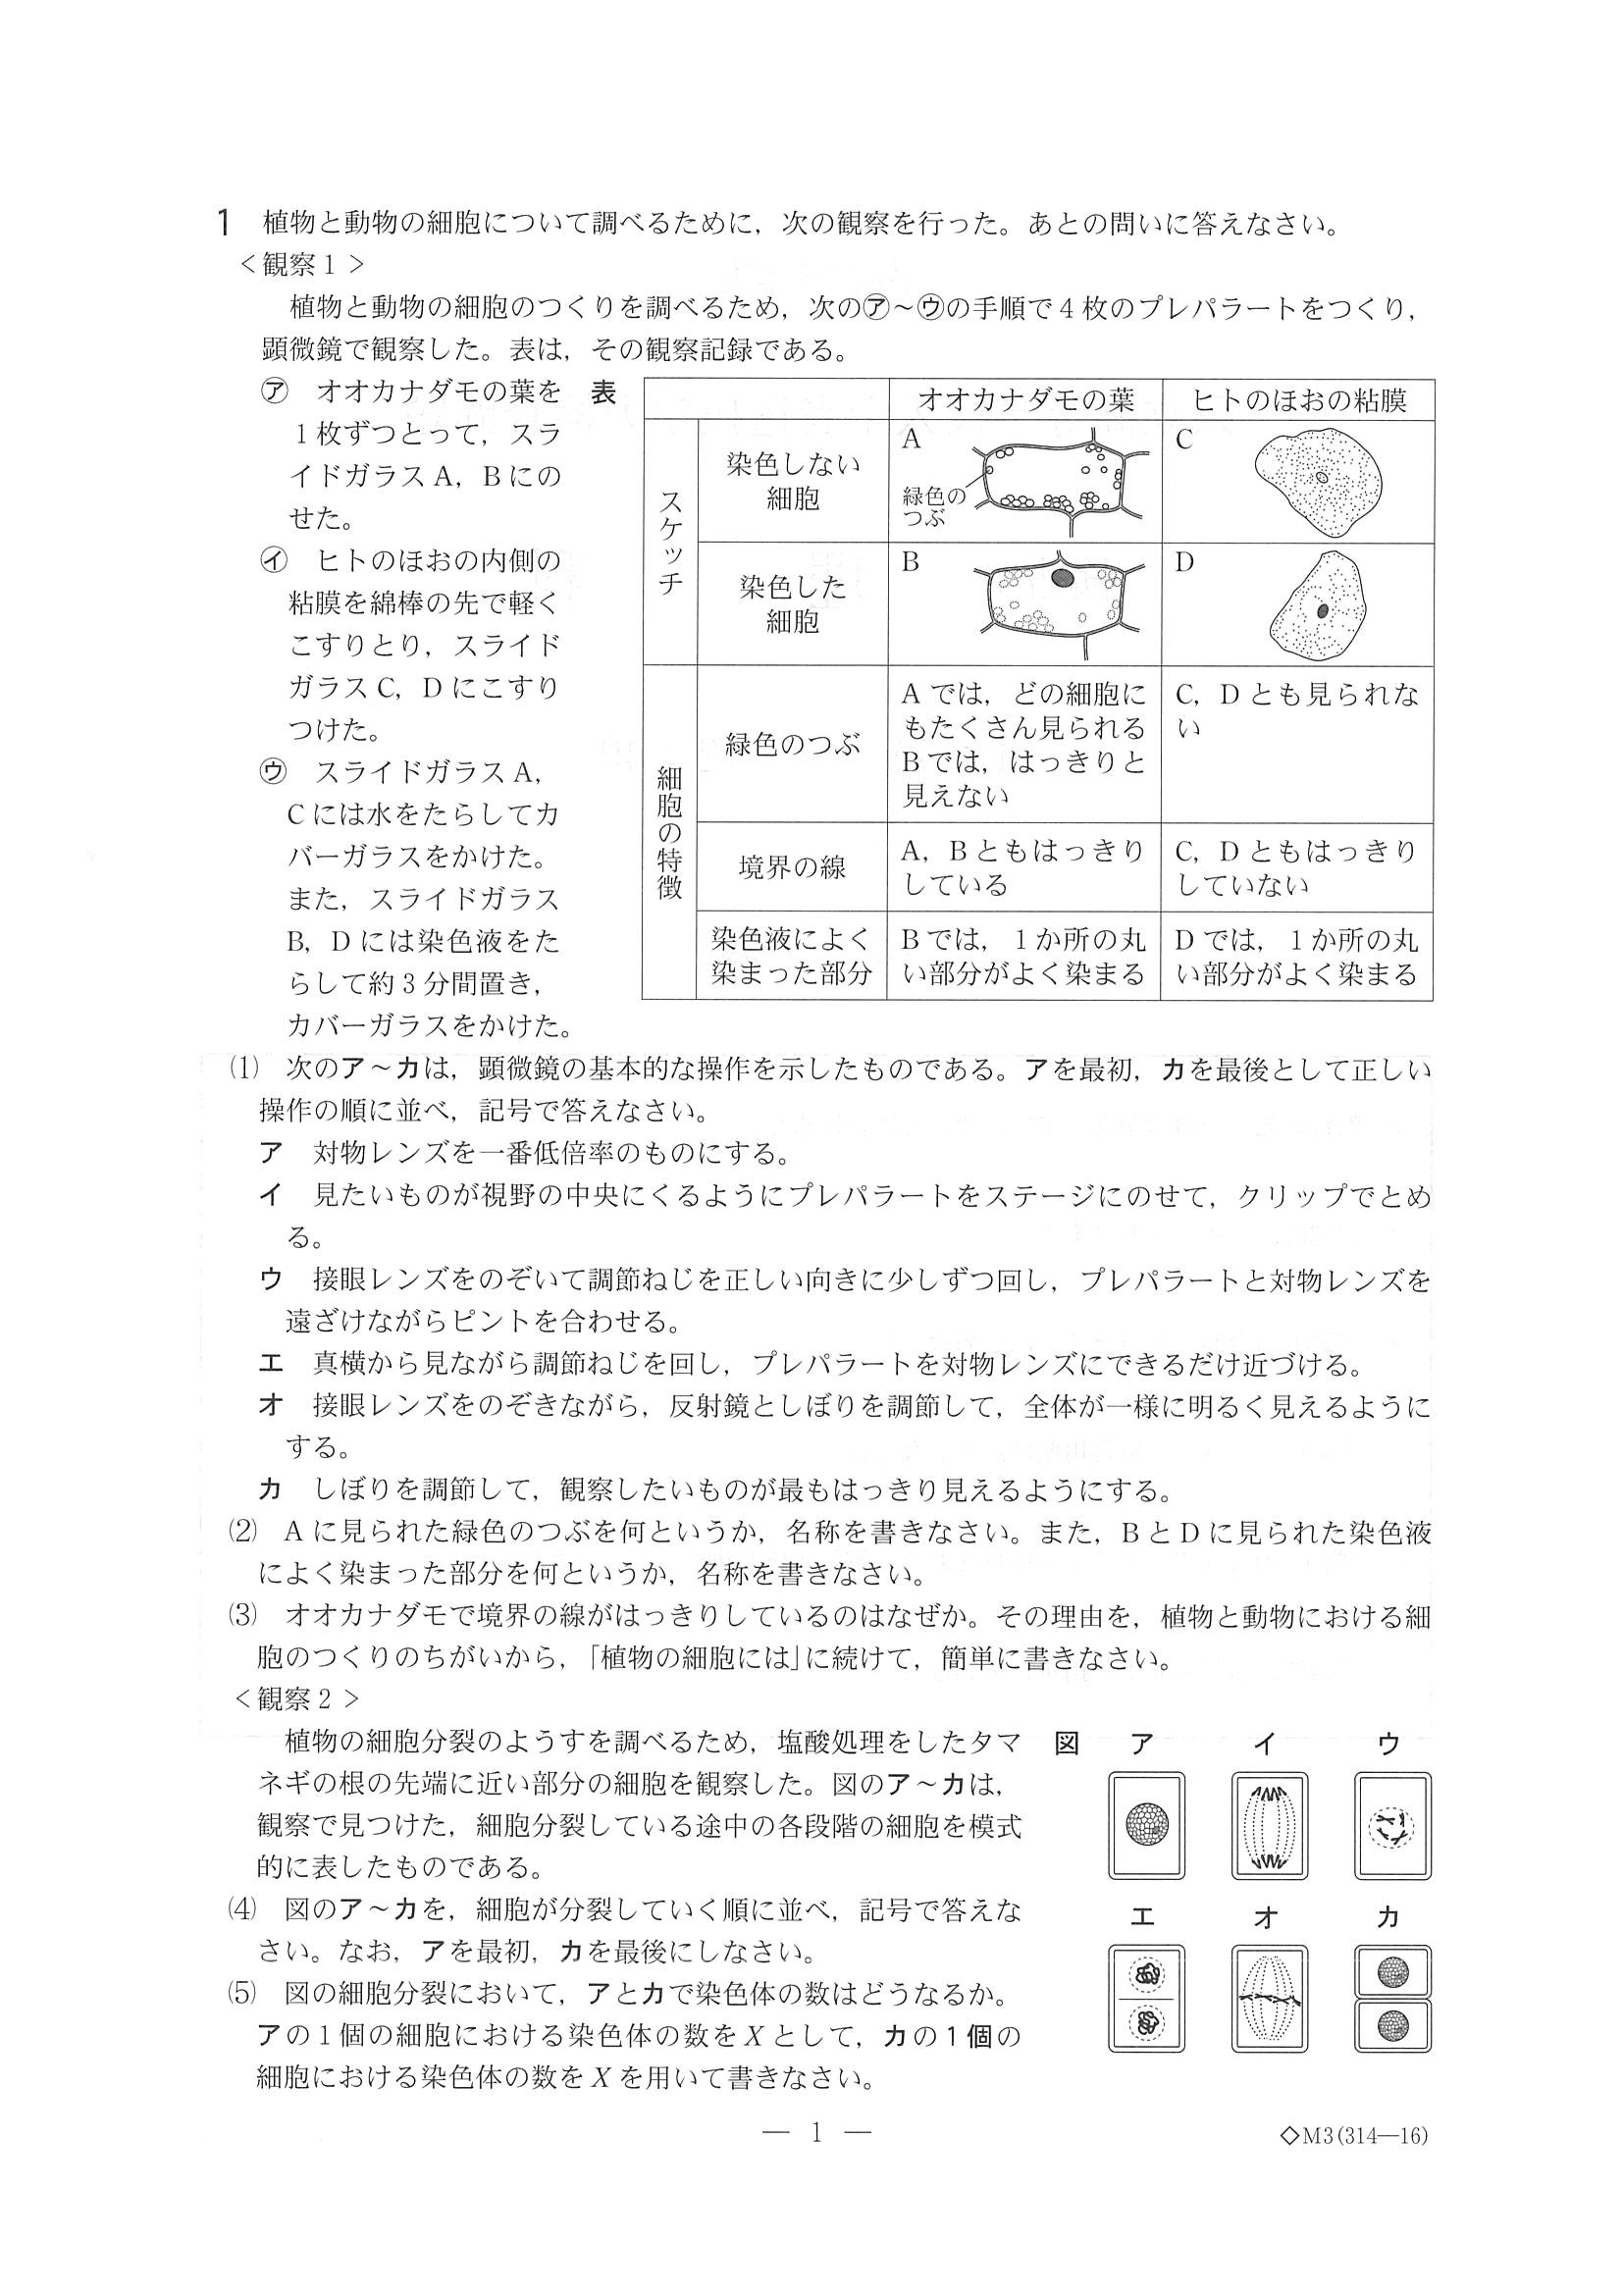 1 植物と動物の細胞について調べるために，次の観察を行った。あとの問いに答えなさい。
＜観察1＞
植物と動物の細胞のつくりを調べるため，次の㋐～㋒の手順で4枚のプレパラートをつくり，
顕微鏡で観察した。表は，その観察記録である。
㋐ オオカナダモの葉を
1枚ずつとって，スラ
イドガラスA，Bにの
せた。
㋑ ヒトのほおの内側の
粘膜を綿棒の先で軽く
こすりとり，スライド
ガラスC，Dにこすり
つけた。
㋒ スライドガラスA，
Cには水をたらしてカ
バーガラスをかけた。
また，スライドガラス
B，Dには染色液をた
らして約3分間置き，
カバーガラスをかけた。
表
オオカナダモの葉 ヒトのほおの粘膜
スケッチ
染色しない
細胞
A
緑色の
つぶ
C
染色した
細胞
B
D
細胞の特徴
緑色のつぶ
Aでは，どの細胞に
もたくさん見られる
Bでは，はっきりと
見えない
C，Dとも見られな
い
境界の線
A，Bともはっきり
している
C，Dともはっきり
していない
染色液によく
染まった部分
Bでは，1か所の丸
い部分がよく染まる
Dでは，1か所の丸
い部分がよく染まる
⑴ 次のア～カは，顕微鏡の基本的な操作を示したものである。アを最初，カを最後として正しい
操作の順に並べ，記号で答えなさい。
ア 対物レンズを一番低倍率のものにする。
イ 見たいものが視野の中央にくるようにプレパラートをステージにのせて，クリップでとめ
る。
ウ 接眼レンズをのぞいて調節ねじを正しい向きに少しずつ回し，プレパラートと対物レンズを
遠ざけながらピントを合わせる。
エ 真横から見ながら調節ねじを回し，プレパラートを対物レンズにできるだけ近づける。
オ 接眼レンズをのぞきながら，反射鏡としぼりを調節して，全体が一様に明るく見えるように
する。
カ しぼりを調節して，観察したいものが最もはっきり見えるようにする。
⑵ Aに見られた緑色のつぶを何というか，名称を書きなさい。また，BとDに見られた染色液
によく染まった部分を何というか，名称を書きなさい。
⑶ オオカナダモで境界の線がはっきりしているのはなぜか。その理由を，植物と動物における細
胞のつくりのちがいから，「植物の細胞には」に続けて，簡単に書きなさい。
＜観察2＞
植物の細胞分裂のようすを調べるため，塩酸処理をしたタマ
ネギの根の先端に近い部分の細胞を観察した。図のア～カは，
観察で見つけた，細胞分裂している途中の各段階の細胞を模式
的に表したものである。
⑷ 図のア～カを，細胞が分裂していく順に並べ，記号で答えな
さい。なお，アを最初，カを最後にしなさい。
⑸ 図の細胞分裂において，アとカで染色体の数はどうなるか。
アの1個の細胞における染色体の数をXとして，カの1個の
細胞における染色体の数をXを用いて書きなさい。
図 ア イ ウ
エ オ カ
― 1 ―
◇M3(314―16)